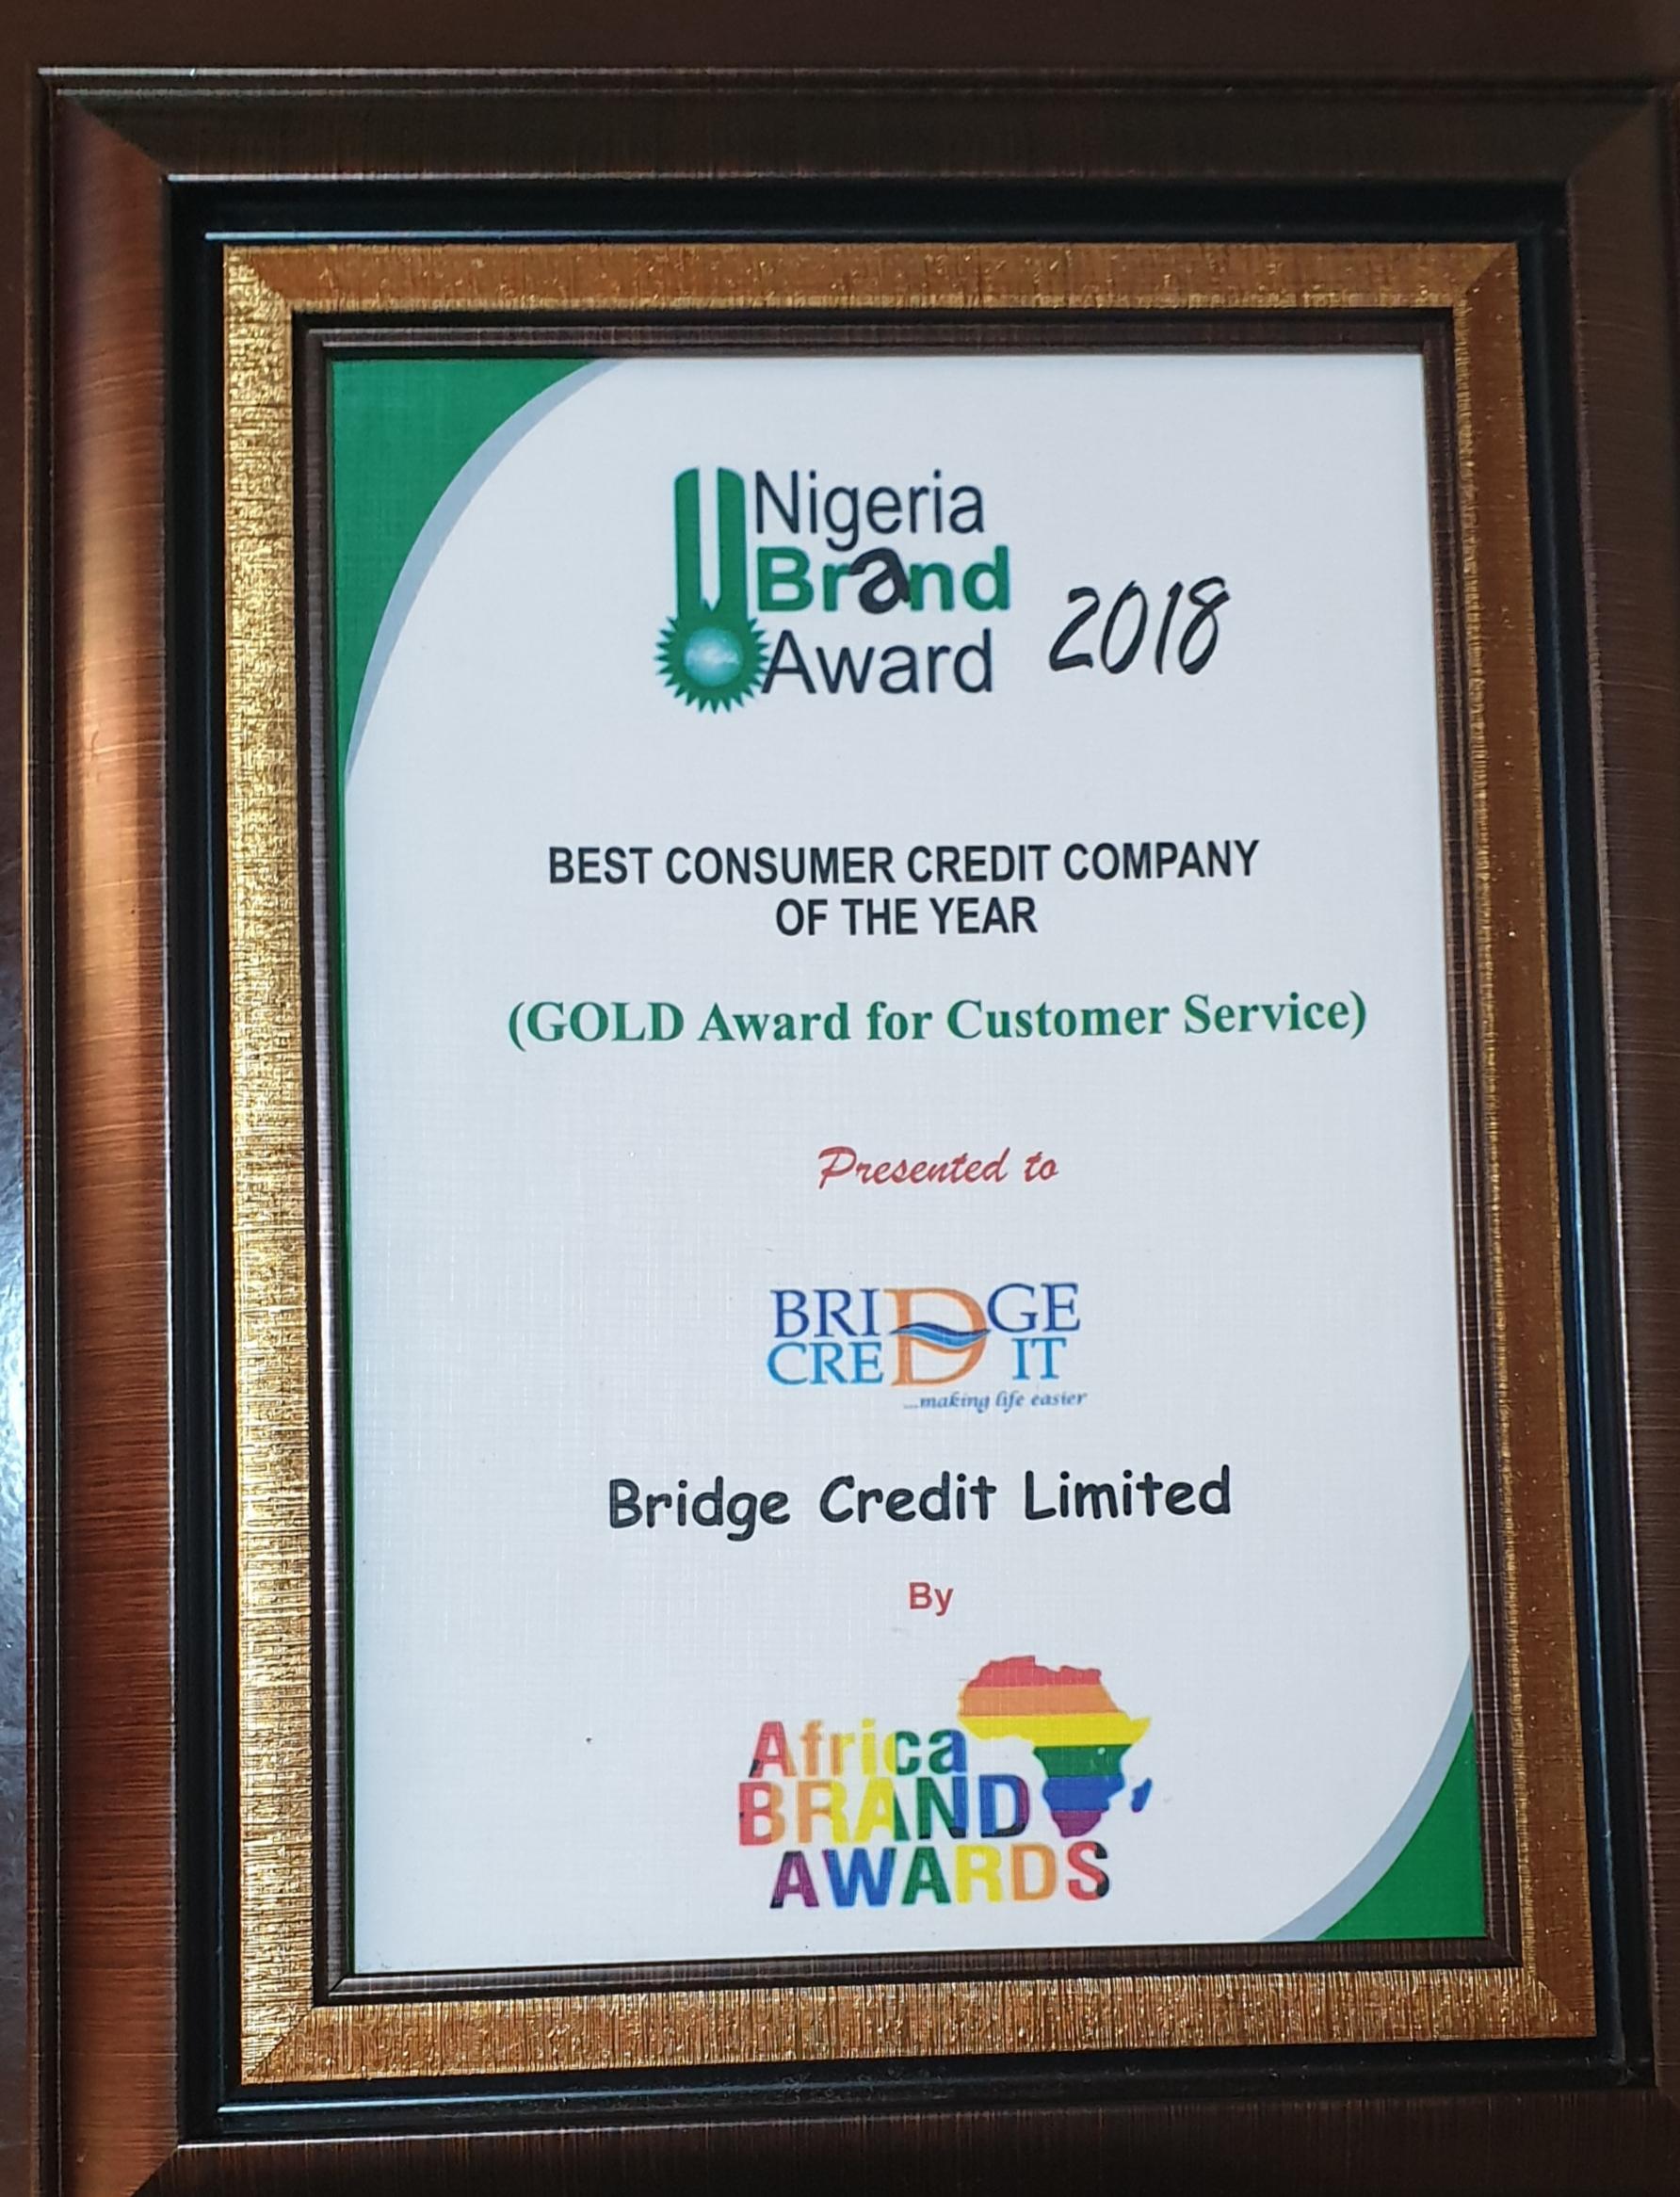 Nigeria
Brand
Award 2018
BEST CONSUMER CREDIT COMPANY
OF THE YEAR
(GOLD Award for Customer Service)
Presented to
BRIDGE
CREDIT
...making life easier
Bridge Credit Limited
By
Africa
BRAND
AWARDS